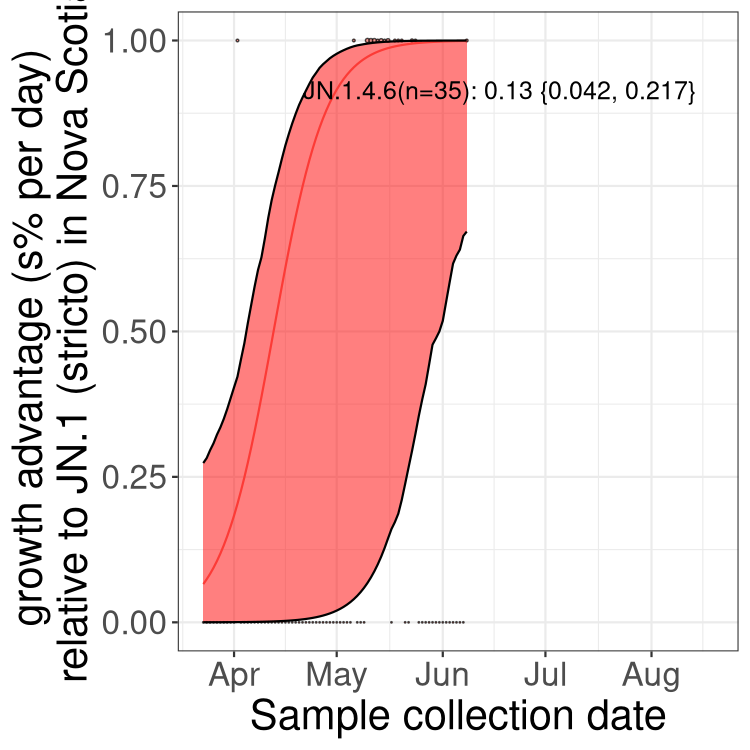 growth advantage (s% per day)
relative to JN.1 (stricto) in Nova Scotia
1.00
0.75
0.50
0.25
0.00
JN.1.4.6(n=35): 0.13 {0.042, 0.217}
Apr May Jun Jul Aug
Sample collection date